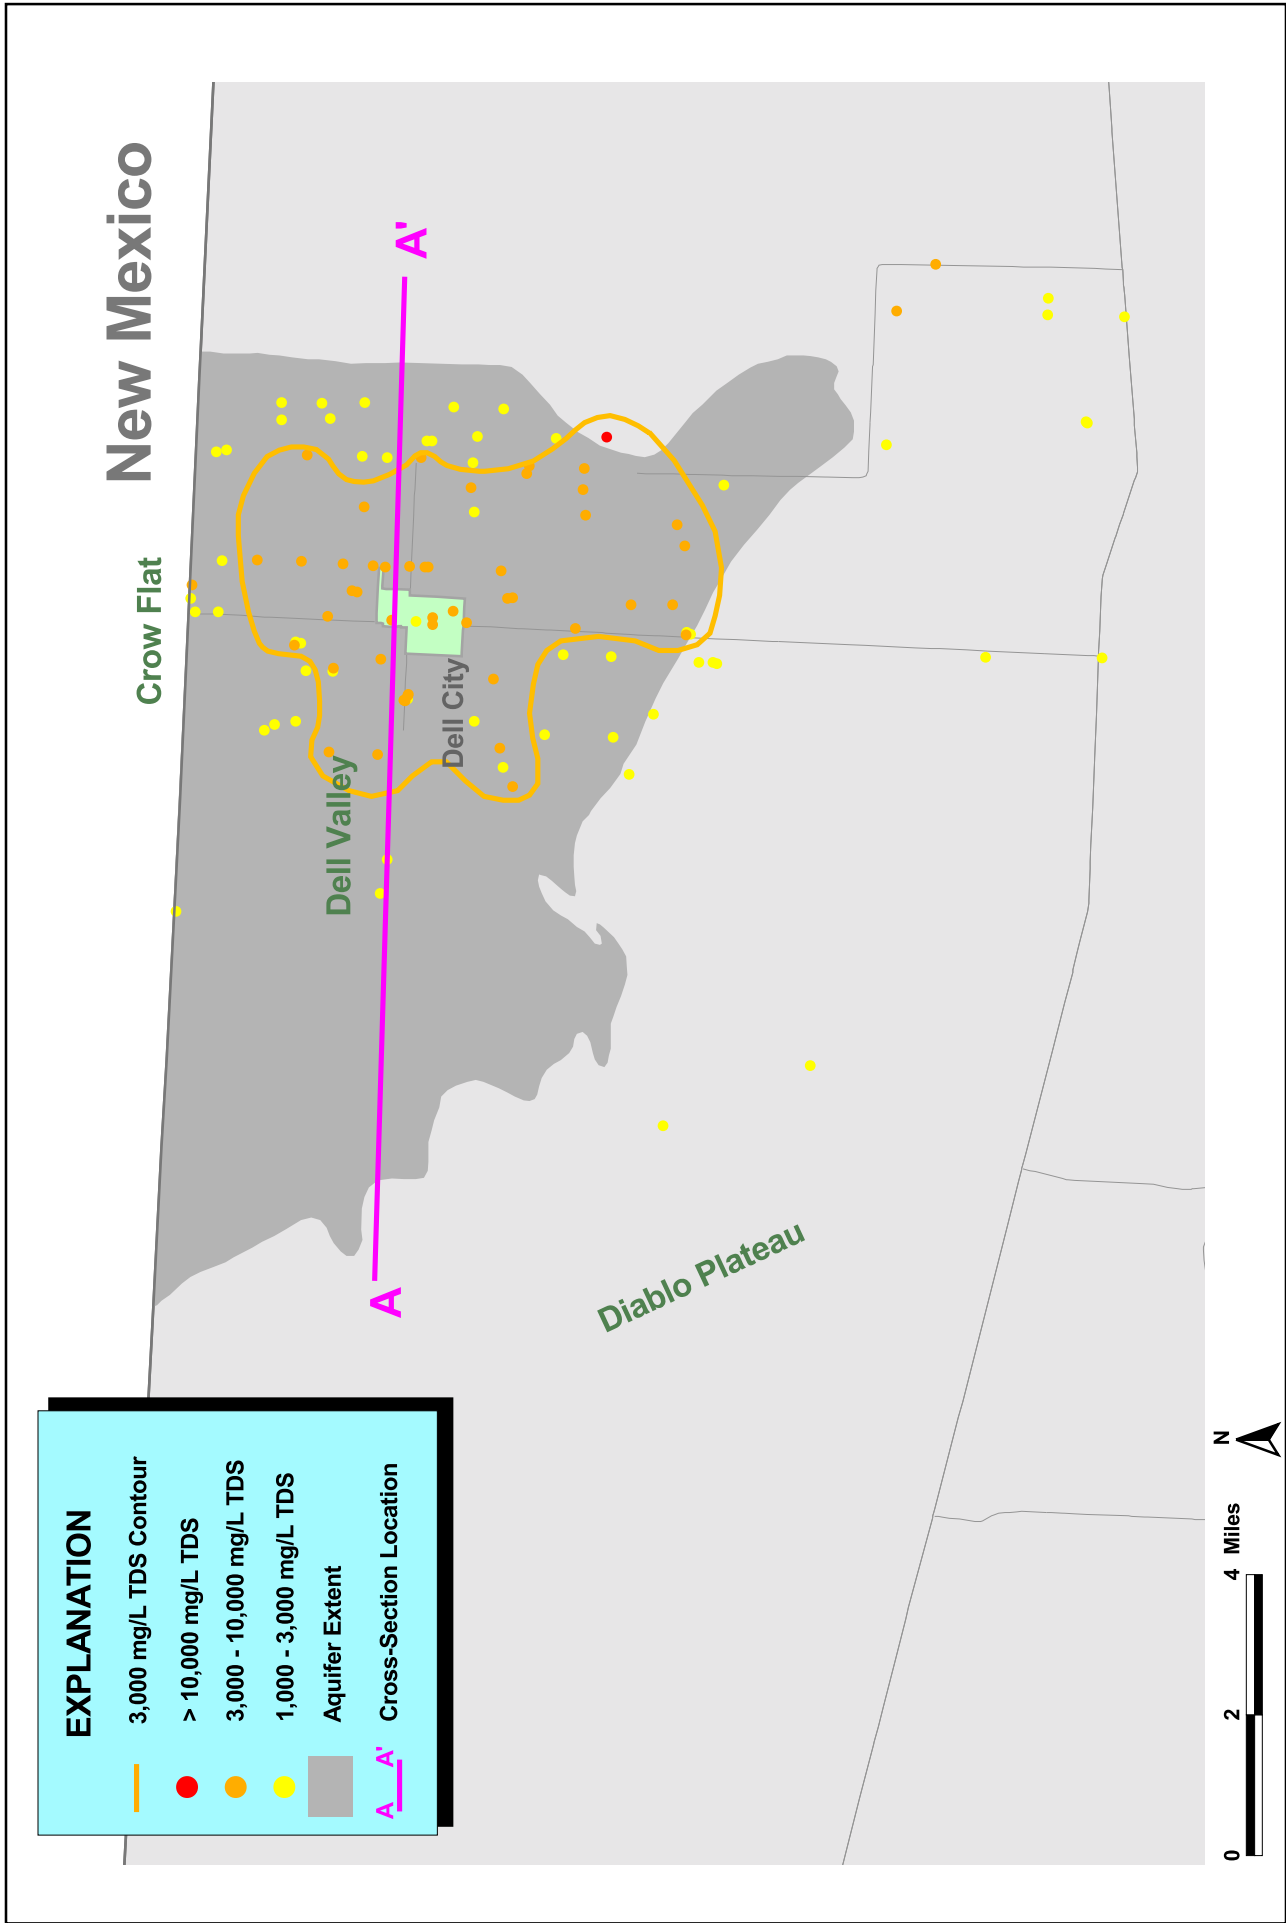 New Mexico
Crow Flat
A'
Dell Valley
Dell City
A
Diablo Plateau
EXPLANATION
3,000 mg/L TDS Contour
> 10,000 mg/L TDS
3,000 - 10,000 mg/L TDS
1,000 - 3,000 mg/L TDS
Aquifer Extent
A A' Cross-Section Location
N
0 2 4 Miles